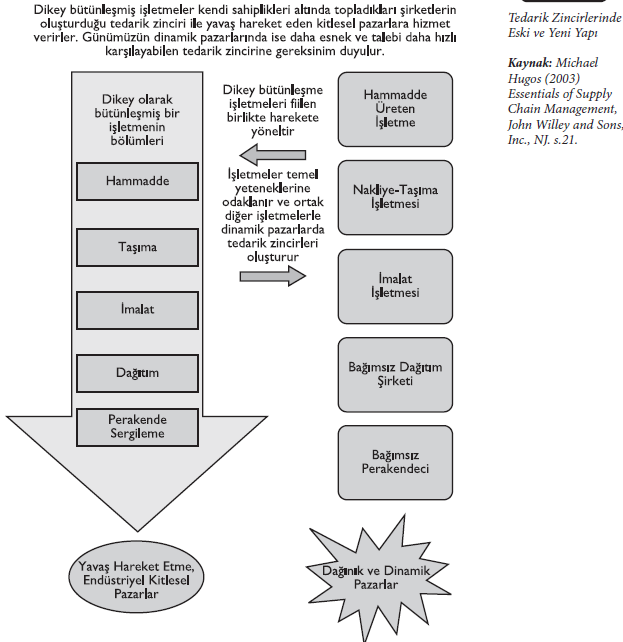 Dikey bütünleşmiş işletmeler kendi sahiplikleri altında topladıkları şirketlerin
oluşturduğu tedarik zinciri ile yavaş hareket eden kitlesel pazarlara hizmet
verirler. Günümüzün dinamik pazarlarında ise daha esnek ve talebi daha hızlı
karşılayabilen tedarik zincirine gereksinim duyulur.
Tedarik Zincirlerinde
Eski ve Yeni Yapı
Kaynak: Michael
Hugos (2003)
Essentials of Supply
Chain Management,
John Willey and Sons,
Inc., NJ. s.21.
Dikey olarak
bütünleşmiş bir
işletmenin
bölümleri
Hammadde
Taşıma
İmalat
Dağıtım
Perakende
Sergileme
Yavaş Hareket Etme,
Endüstriyel Kitlesel
Pazarlar
Dikey bütünleşme
işletmeleri fiilen
birlikte harekete
yöneltir
İşletmeler temel
yeteneklerine
odaklanır ve ortak
diğer işletmelerle
dinamik pazarlarda
tedarik zincirleri
oluşturur
Hammadde
Üreten
İşletme
Nakliye-Taşıma
İşletmesi
İmalat
İşletmesi
Bağımsız Dağıtım
Şirketi
Bağımsız
Perakendeci
Dağınık ve Dinamik
Pazarlar